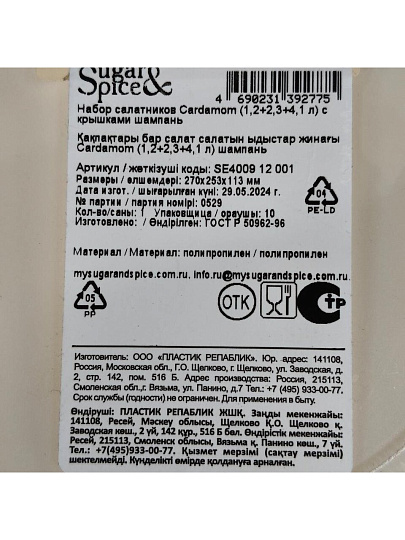 Sugar &
Spice
4 690231 392775
Набор салатников Cardamom (1,2+2,3+4,1 л) с
крышками шампань
Қақпақтары бар салат салатын ыдыстар жинағы
Cardamom (1,2+2,3+4,1 л) шампань
Артикул / жеткізуші коды: SE4009 12 001
Размеры / өлшемдері: 270x253x113 мм
Дата изгот. / шығарылған күні: 29.05.2024 г.
№ партии / партия номірі: 0529
Кол-во/саны: 1 Упаковщица / ораушы: 10
Изготовлено / Өндірілген: ГОСТ Р 50962-96
04
PE-LD
Материал / Материал: полипропилен / полипропилен
mysugarandspice.com.ru. info.ru@mysugarandspice.com.ru.
05
PP
ОТК
Изготовитель: ООО «ПЛАСТИК РЕПАБЛИК». Юр. адрес: 141108,
Россия, Московская обл., Г.О. Щелково, г. Щелково, ул. Заводская, д.
2, стр. 142, пом. 516 Б. Адрес производства: Россия, 215113,
Смоленская обл., г. Вязьма, ул. Панино, д.7. Тел.: +7 (495) 933-00-77.
Срок службы (годности) не ограничен. Для применения в быту.
Өндіруші: ПЛАСТИК РЕПАБЛИК ЖШҚ. Заңды мекенжайы:
141108, Ресей, Мәскеу облысы, Щелково Қ.О. Щелково қ.
Заводская көш., 2 үй, 142 құр., 516 Б бөл. Өндірістік мекенжайы:
Ресей, 215113, Смоленск облысы, Вязьма қ. Панино көш., 7 үй.
Тел.:+7(495)933-00-77. Қызмет мерзімі (сақтау мерзімі)
шектелмейді. Күнделікті өмірде қолдануға арналған.